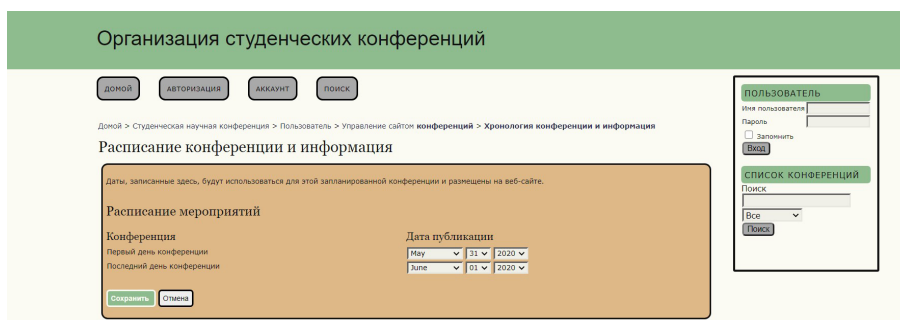 Организация студенческих конференций
ДОМОЙ
АВТОРИЗАЦИЯ
АККАУНТ
ПОИСК
Домой > Студенческая научная конференция > Пользователь > Управление сайтом конференций > Хронология конференции и информация
Расписание конференции и информация
Даты, записанные здесь, будут использоваться для этой запланированной конференции и размещены на веб-сайте.
Расписание мероприятий
Конференция
Дата публикации
Первый день конференции
May 31 2020
Последний день конференции
June 01 2020
Сохранить
Отмена
ПОЛЬЗОВАТЕЛЬ
Имя пользователя
Пароль
Запомнить
Вход
СПИСОК КОНФЕРЕНЦИЙ
Поиск
Все
Поиск